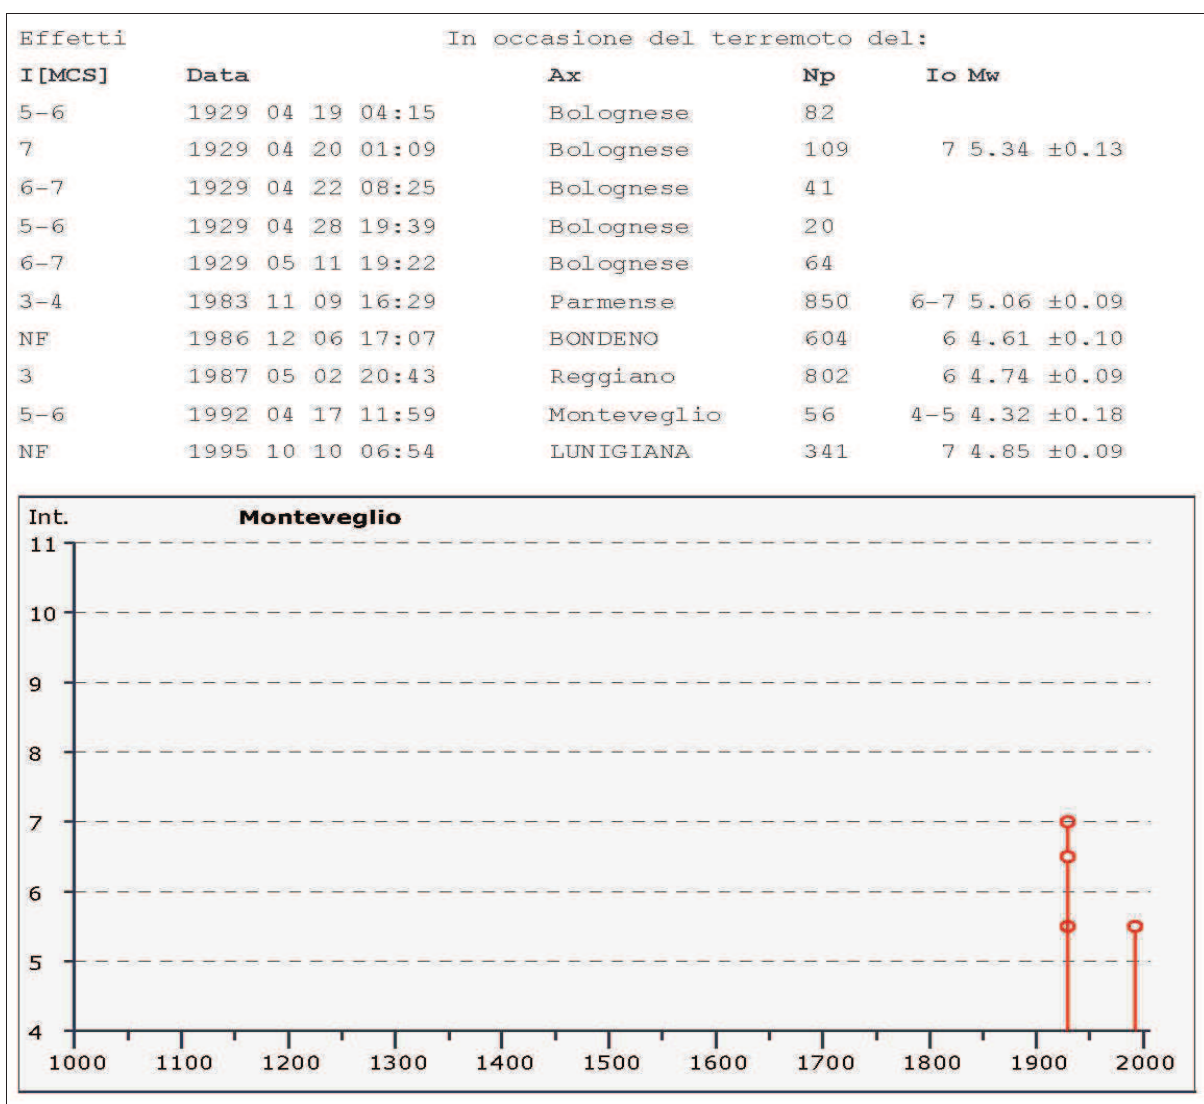 Effetti In occasione del terremoto del:
I[MCS] Data Ax Np Io Mw
5-6 1929 04 19 04:15 Bolognese 82
7 1929 04 20 01:09 Bolognese 109 7 5.34 ±0.13
6-7 1929 04 22 08:25 Bolognese 41
5-6 1929 04 28 19:39 Bolognese 20
6-7 1929 05 11 19:22 Bolognese 64
3-4 1983 11 09 16:29 Parmense 850 6-7 5.06 ±0.09
NF 1986 12 06 17:07 BONDENO 604 6 4.61 ±0.10
3 1987 05 02 20:43 Reggiano 802 6 4.74 ±0.09
5-6 1992 04 17 11:59 Monteveglio 56 4-5 4.32 ±0.18
NF 1995 10 10 06:54 LUNIGIANA 341 7 4.85 ±0.09
Int. Monteveglio
11
10
9
8
7
6
5
4
1000 1100 1200 1300 1400 1500 1600 1700 1800 1900 2000